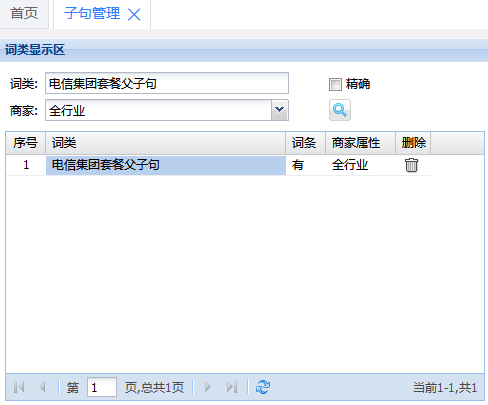 首页 子句管理
词类显示区
词类: 电信集团套餐父子句 精确
商家: 全行业
序号 词类 词条 商家属性 删除
1 电信集团套餐父子句 有 全行业
第 1 页,总共1页 当前1-1,共1